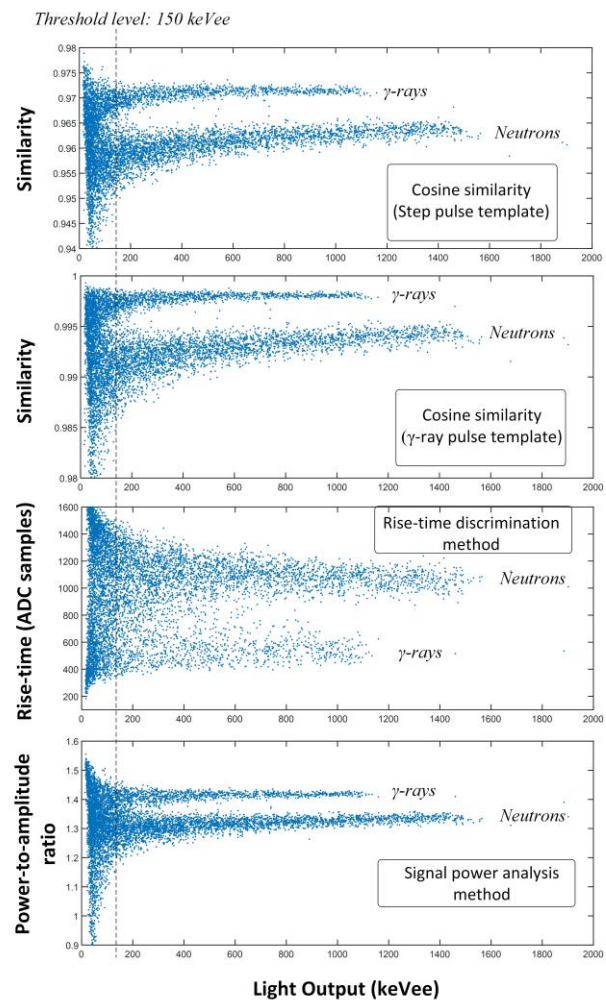 Threshold level: 150 keVee
0.98
0.975
0.97
0.965
0.96
0.955
0.95
0.945
0.94
Similarity
γ-rays
Neutrons
Cosine similarity
(Step pulse template)
0 200 400 600 800 1000 1200 1400 1600 1800 2000
1
0.995
0.99
0.985
0.98
Similarity
γ-rays
Neutrons
Cosine similarity
(γ-ray pulse template)
0 200 400 600 800 1000 1200 1400 1600 1800 2000
1600
1400
1200
1000
800
600
400
200
Rise-time (ADC samples)
Rise-time discrimination
method
Neutrons
γ-rays
0 200 400 600 800 1000 1200 1400 1600 1800 2000
1.6
1.5
1.4
1.3
1.2
1.1
1
0.9
Power-to-amplitude
ratio
γ-rays
Neutrons
Signal power analysis
method
0 200 400 600 800 1000 1200 1400 1600 1800 2000
Light Output (keVee)